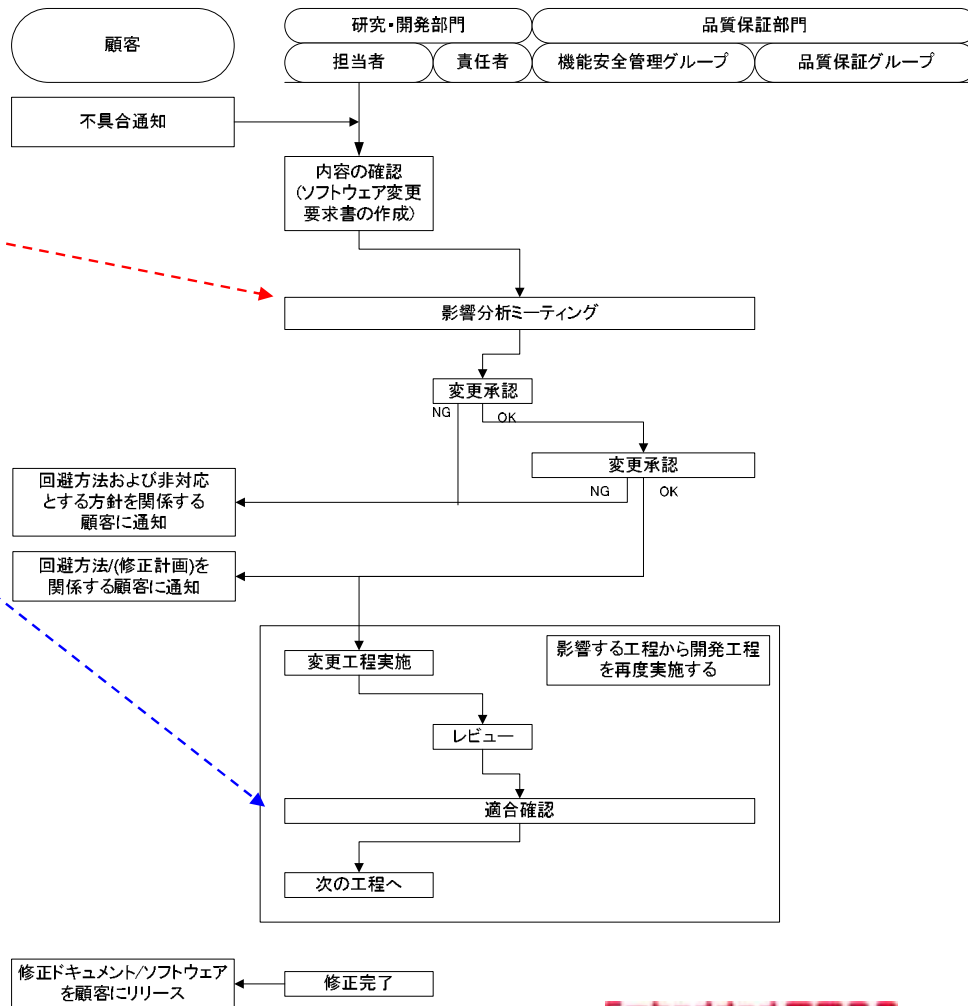 顧客
研究・開発部門
品質保証部門
担当者
責任者
機能安全管理グループ
品質保証グループ
不具合通知
内容の確認
(ソフトウェア変更
要求書の作成)
影響分析ミーティング
変更承認
NG
OK
変更承認
NG
OK
回避方法および非対応
とする方針を関係する
顧客に通知
回避方法/(修正計画)を
関係する顧客に通知
影響する工程から開発工程
を再度実施する
変更工程実施
レビュー
適合確認
次の工程へ
修正ドキュメント/ソフトウェア
を顧客にリリース
修正完了